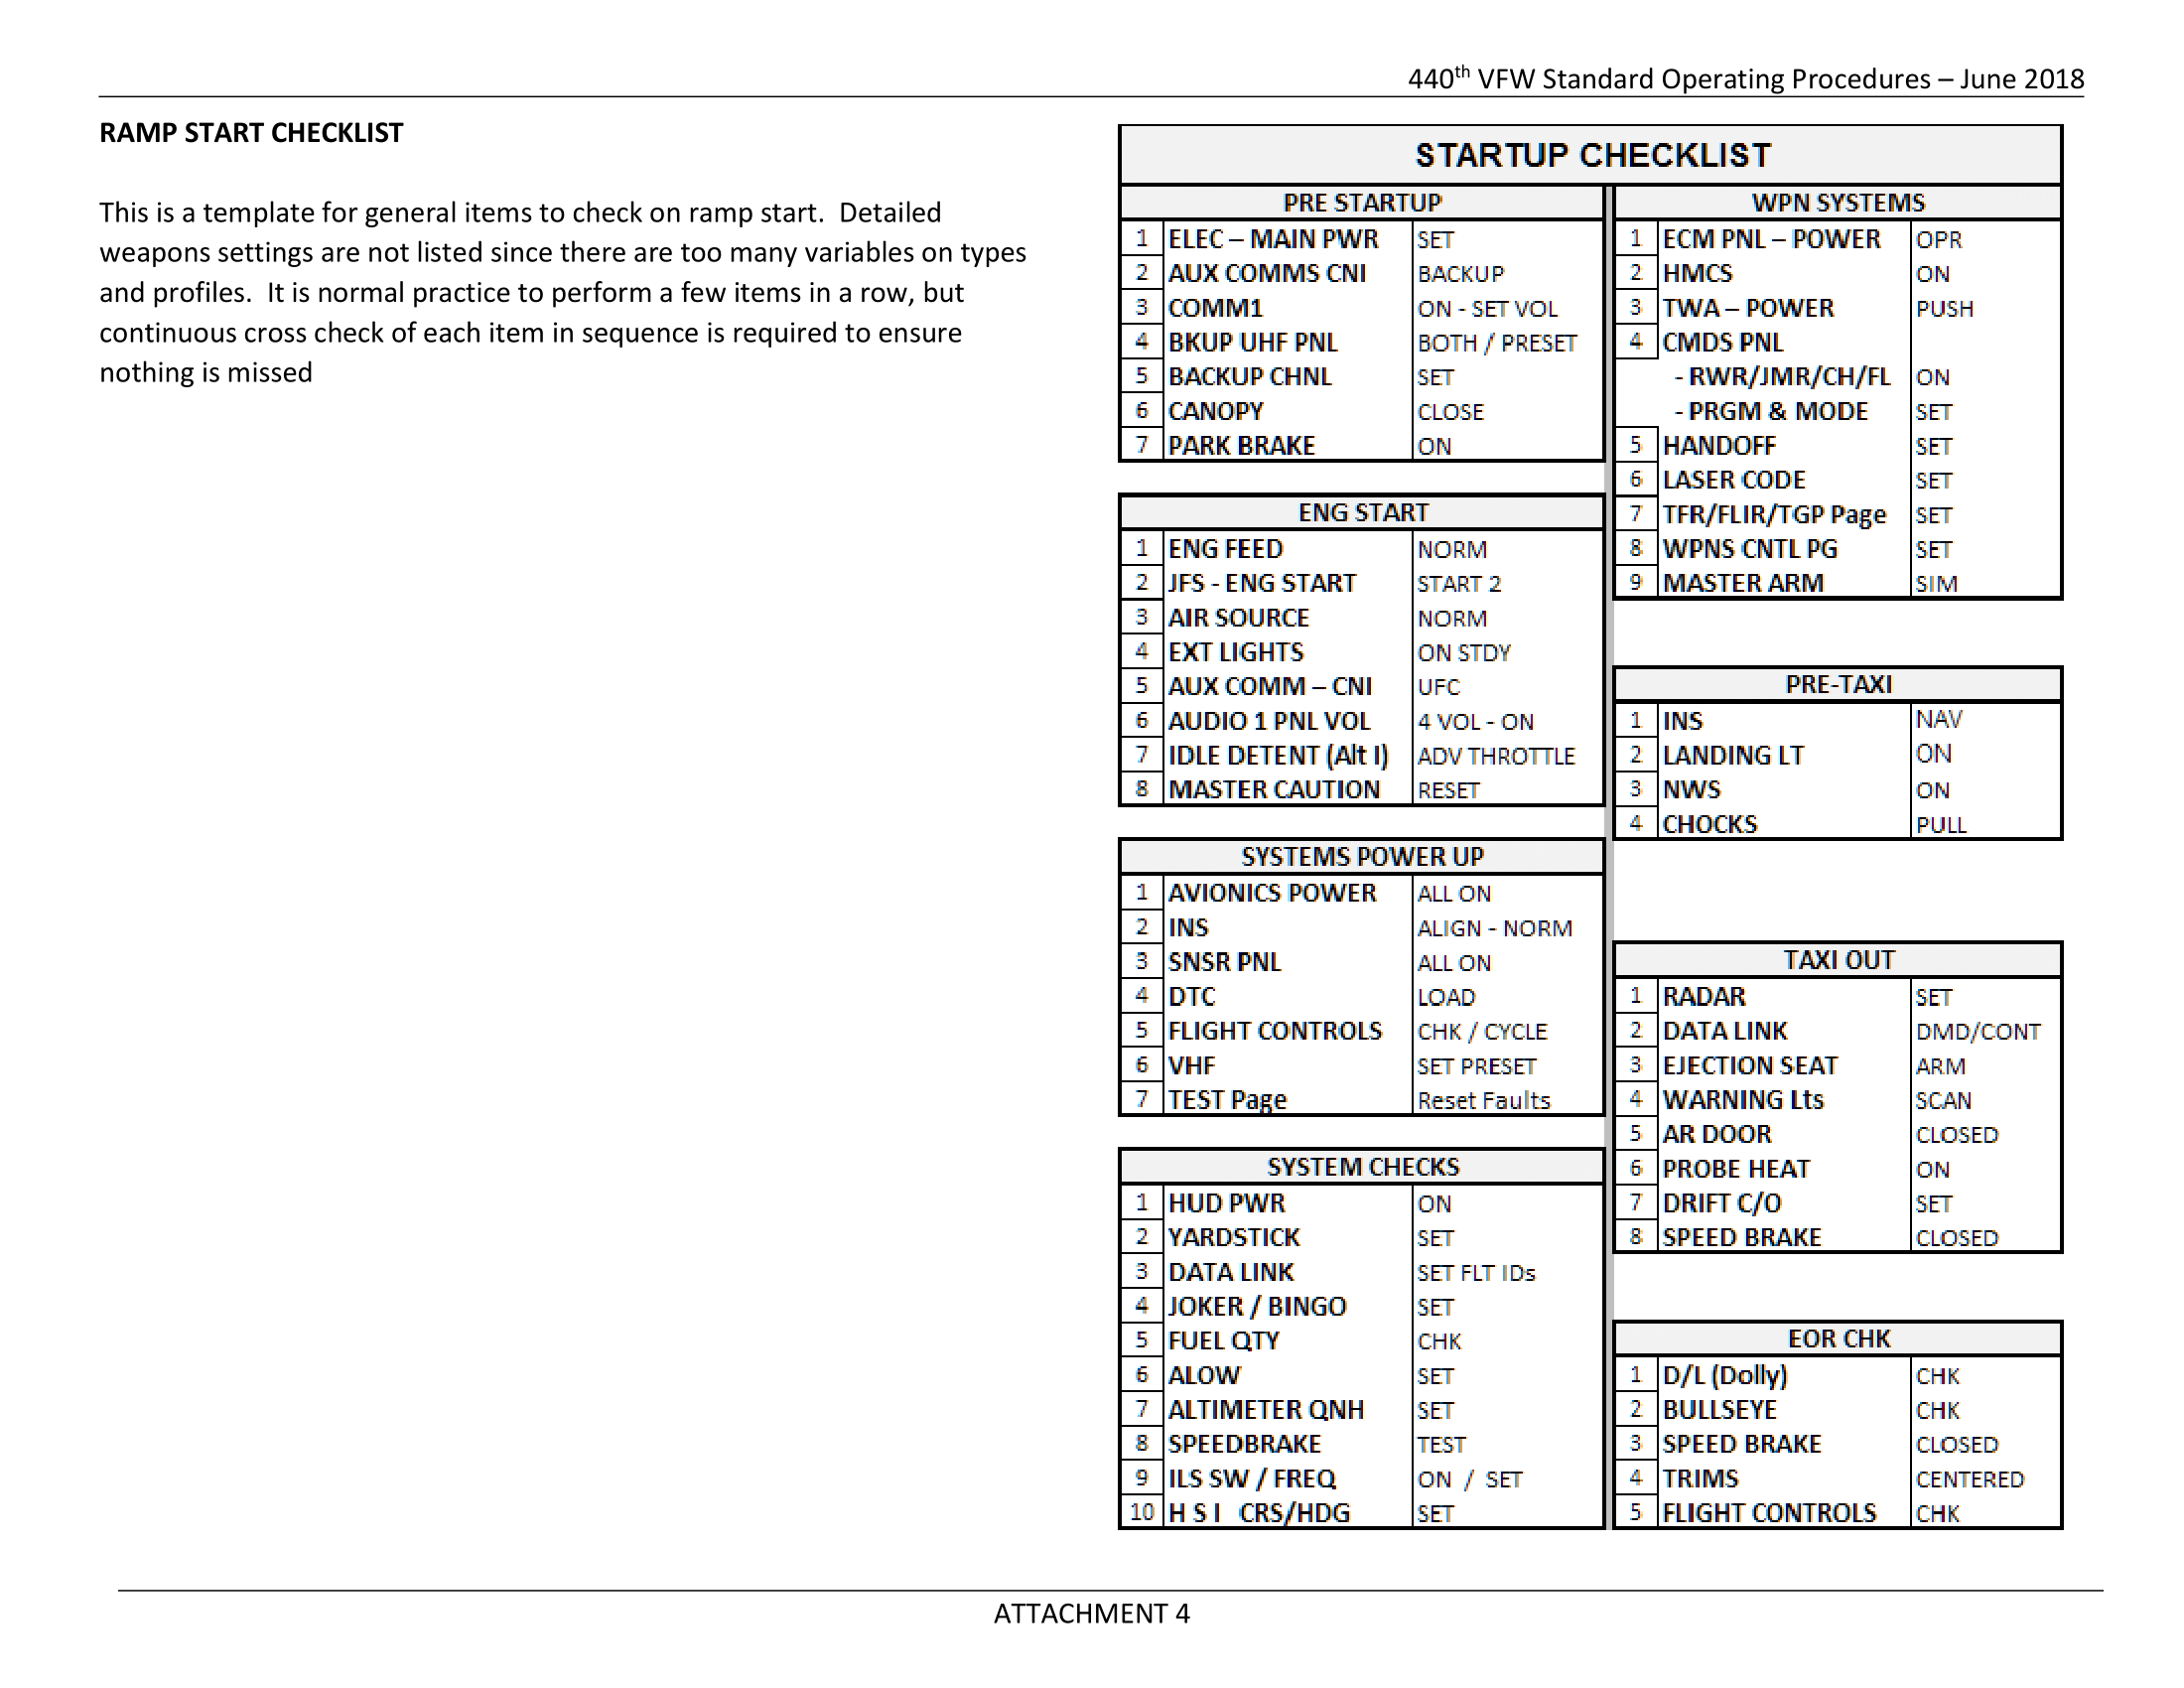 440th VFW Standard Operating Procedures – June 2018
RAMP START CHECKLIST
This is a template for general items to check on ramp start.  Detailed
weapons settings are not listed since there are too many variables on types
and profiles.  It is normal practice to perform a few items in a row, but
continuous cross check of each item in sequence is required to ensure
nothing is missed
STARTUP CHECKLIST
PRE STARTUP
1 ELEC – MAIN PWR SET
2 AUX COMMS CNI BACKUP
3 COMM1 ON - SET VOL
4 BKUP UHF PNL BOTH / PRESET
5 BACKUP CHNL SET
6 CANOPY CLOSE
7 PARK BRAKE ON
ENG START
1 ENG FEED NORM
2 JFS - ENG START START 2
3 AIR SOURCE NORM
4 EXT LIGHTS ON STDY
5 AUX COMM – CNI UFC
6 AUDIO 1 PNL VOL 4 VOL - ON
7 IDLE DETENT (Alt I) ADV THROTTLE
8 MASTER CAUTION RESET
SYSTEMS POWER UP
1 AVIONICS POWER ALL ON
2 INS ALIGN - NORM
3 SNSR PNL ALL ON
4 DTC LOAD
5 FLIGHT CONTROLS CHK / CYCLE
6 VHF SET PRESET
7 TEST Page Reset Faults
SYSTEM CHECKS
1 HUD PWR ON
2 YARDSTICK SET
3 DATA LINK SET FLT IDs
4 JOKER / BINGO SET
5 FUEL QTY CHK
6 ALOW SET
7 ALTIMETER QNH SET
8 SPEEDBRAKE TEST
9 ILS SW / FREQ ON / SET
10 H S I CRS/HDG SET
WPN SYSTEMS
1 ECM PNL – POWER OPR
2 HMCS ON
3 TWA – POWER PUSH
4 CMDS PNL
- RWR/JMR/CH/FL ON
- PRGM & MODE SET
5 HANDOFF SET
6 LASER CODE SET
7 TFR/FLIR/TGP Page SET
8 WPNS CNTL PG SET
9 MASTER ARM SIM
PRE-TAXI
1 INS NAV
2 LANDING LT ON
3 NWS ON
4 CHOCKS PULL
TAXI OUT
1 RADAR SET
2 DATA LINK DMD/CONT
3 EJECTION SEAT ARM
4 WARNING Lts SCAN
5 AR DOOR CLOSED
6 PROBE HEAT ON
7 DRIFT C/O SET
8 SPEED BRAKE CLOSED
EOR CHK
1 D/L (Dolly) CHK
2 BULLSEYE CHK
3 SPEED BRAKE CLOSED
4 TRIMS CENTERED
5 FLIGHT CONTROLS CHK
ATTACHMENT 4